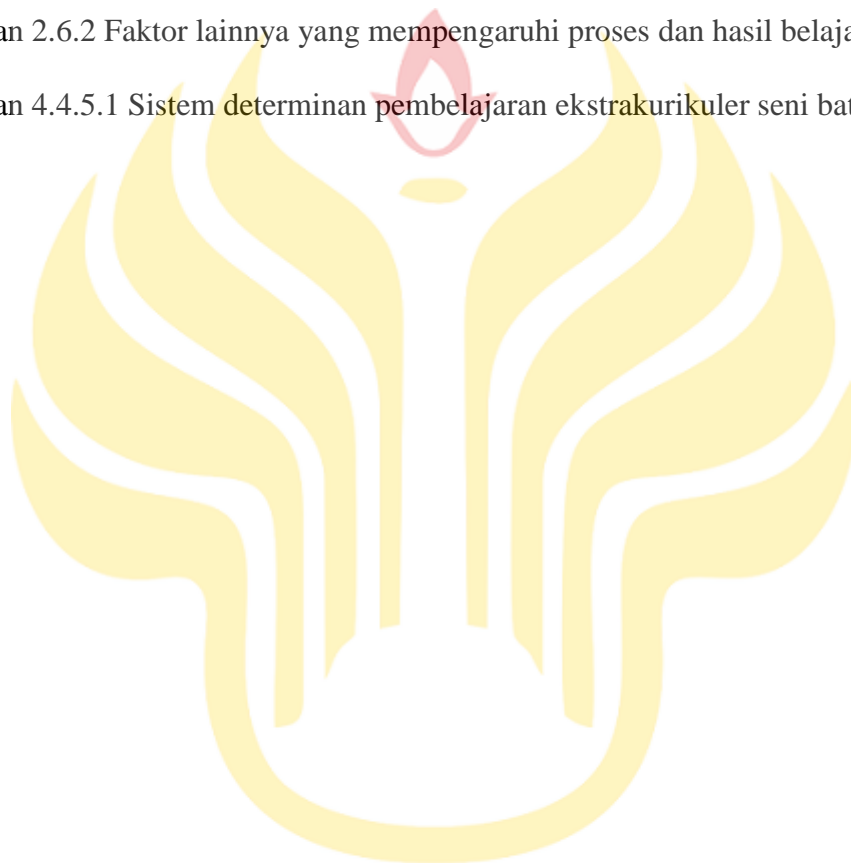 an 2.6.2 Faktor lainnya yang mempengaruhi proses dan hasil belaja
an 4.4.5.1 Sistem determinan pembelajaran ekstrakurikuler seni bat